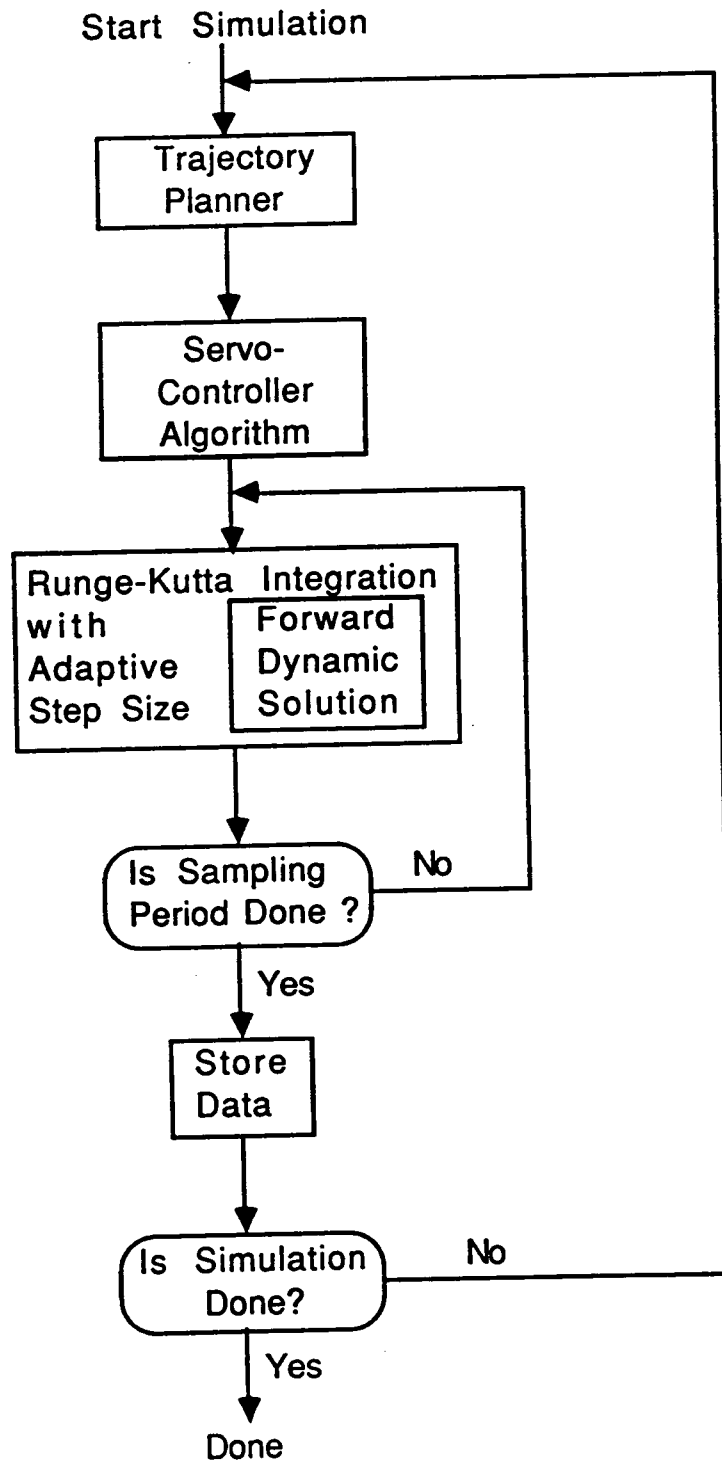 Start Simulation
Trajectory
Planner
Servo-
Controller
Algorithm
Runge-Kutta Integration
with
Adaptive
Step Size
Forward
Dynamic
Solution
Is Sampling
Period Done ?
No
Yes
Store
Data
Is Simulation
Done?
No
Yes
Done